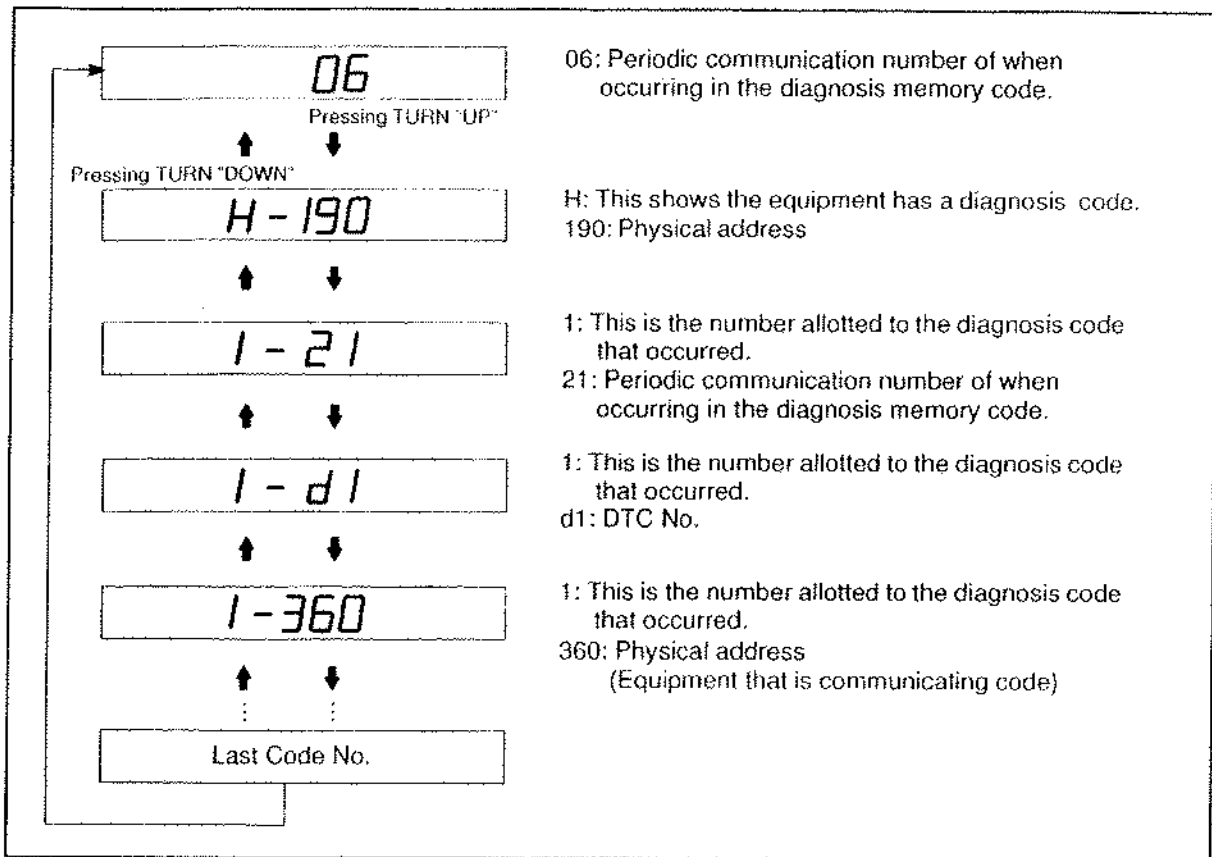 06
06: Periodic communication number of when
occurring in the diagnosis memory code.
Pressing TURN "UP"
Pressing TURN "DOWN"
H-190
H: This shows the equipment has a diagnosis code.
190: Physical address
1-21
1: This is the number allotted to the diagnosis code
that occurred.
21: Periodic communication number of when
occurring in the diagnosis memory code.
1-d1
1: This is the number allotted to the diagnosis code
that occurred.
d1: DTC No.
1-360
1: This is the number allotted to the diagnosis code
that occurred.
360: Physical address
(Equipment that is communicating code)
Last Code No.